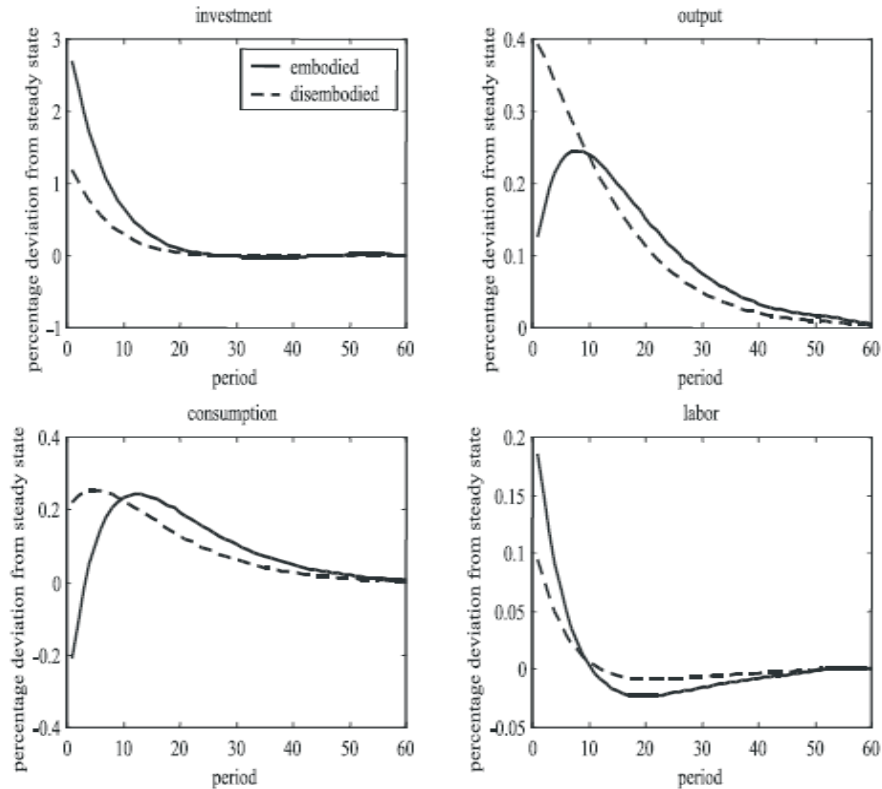 investment
percentage deviation from steady state
3
2
1
0
-1
embodied
disembodied
0 10 20 30 40 50 60
period
output
percentage deviation from steady state
0.4
0.3
0.2
0.1
0
0 10 20 30 40 50 60
period
consumption
percentage deviation from steady state
0.4
0.2
0
-0.2
-0.4
0 10 20 30 40 50 60
period
labor
percentage deviation from steady state
0.2
0.15
0.1
0.05
0
-0.05
0 10 20 30 40 50 60
period